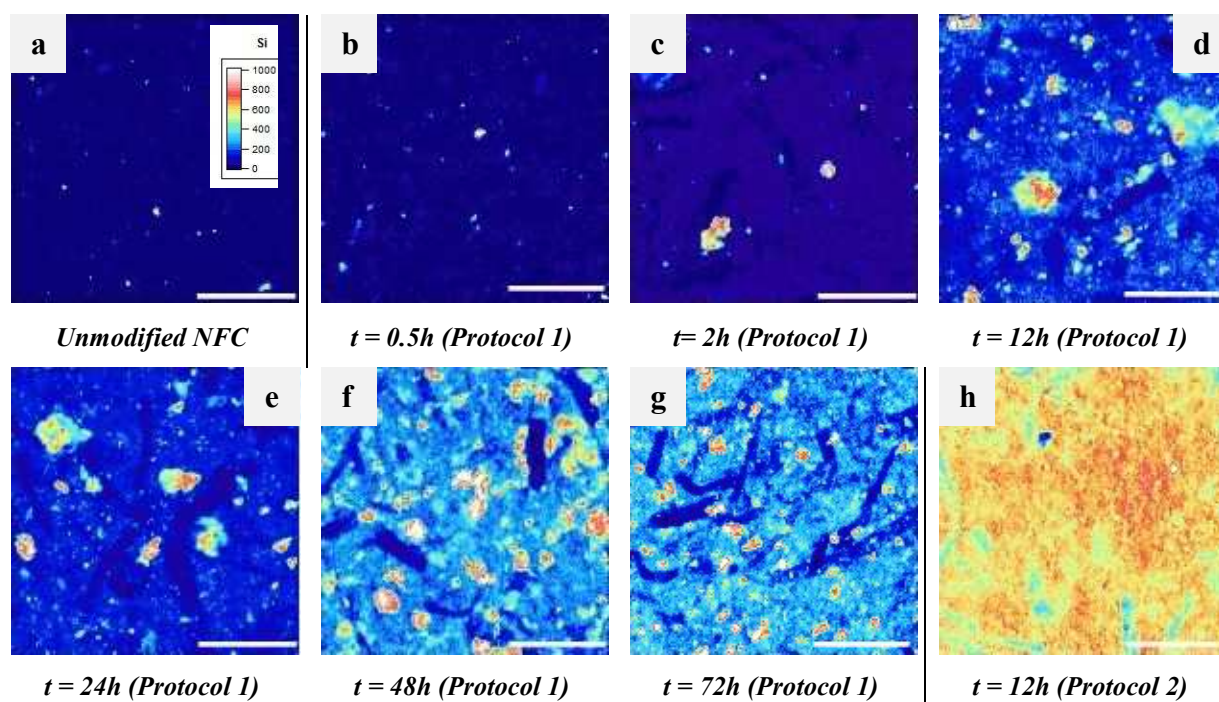 a
Si
1000
800
600
400
200
0
b
c
d
Unmodified NFC
t = 0.5h (Protocol 1)
t= 2h (Protocol 1)
t = 12h (Protocol 1)
e
f
g
h
t = 24h (Protocol 1)
t = 48h (Protocol 1)
t = 72h (Protocol 1)
t = 12h (Protocol 2)